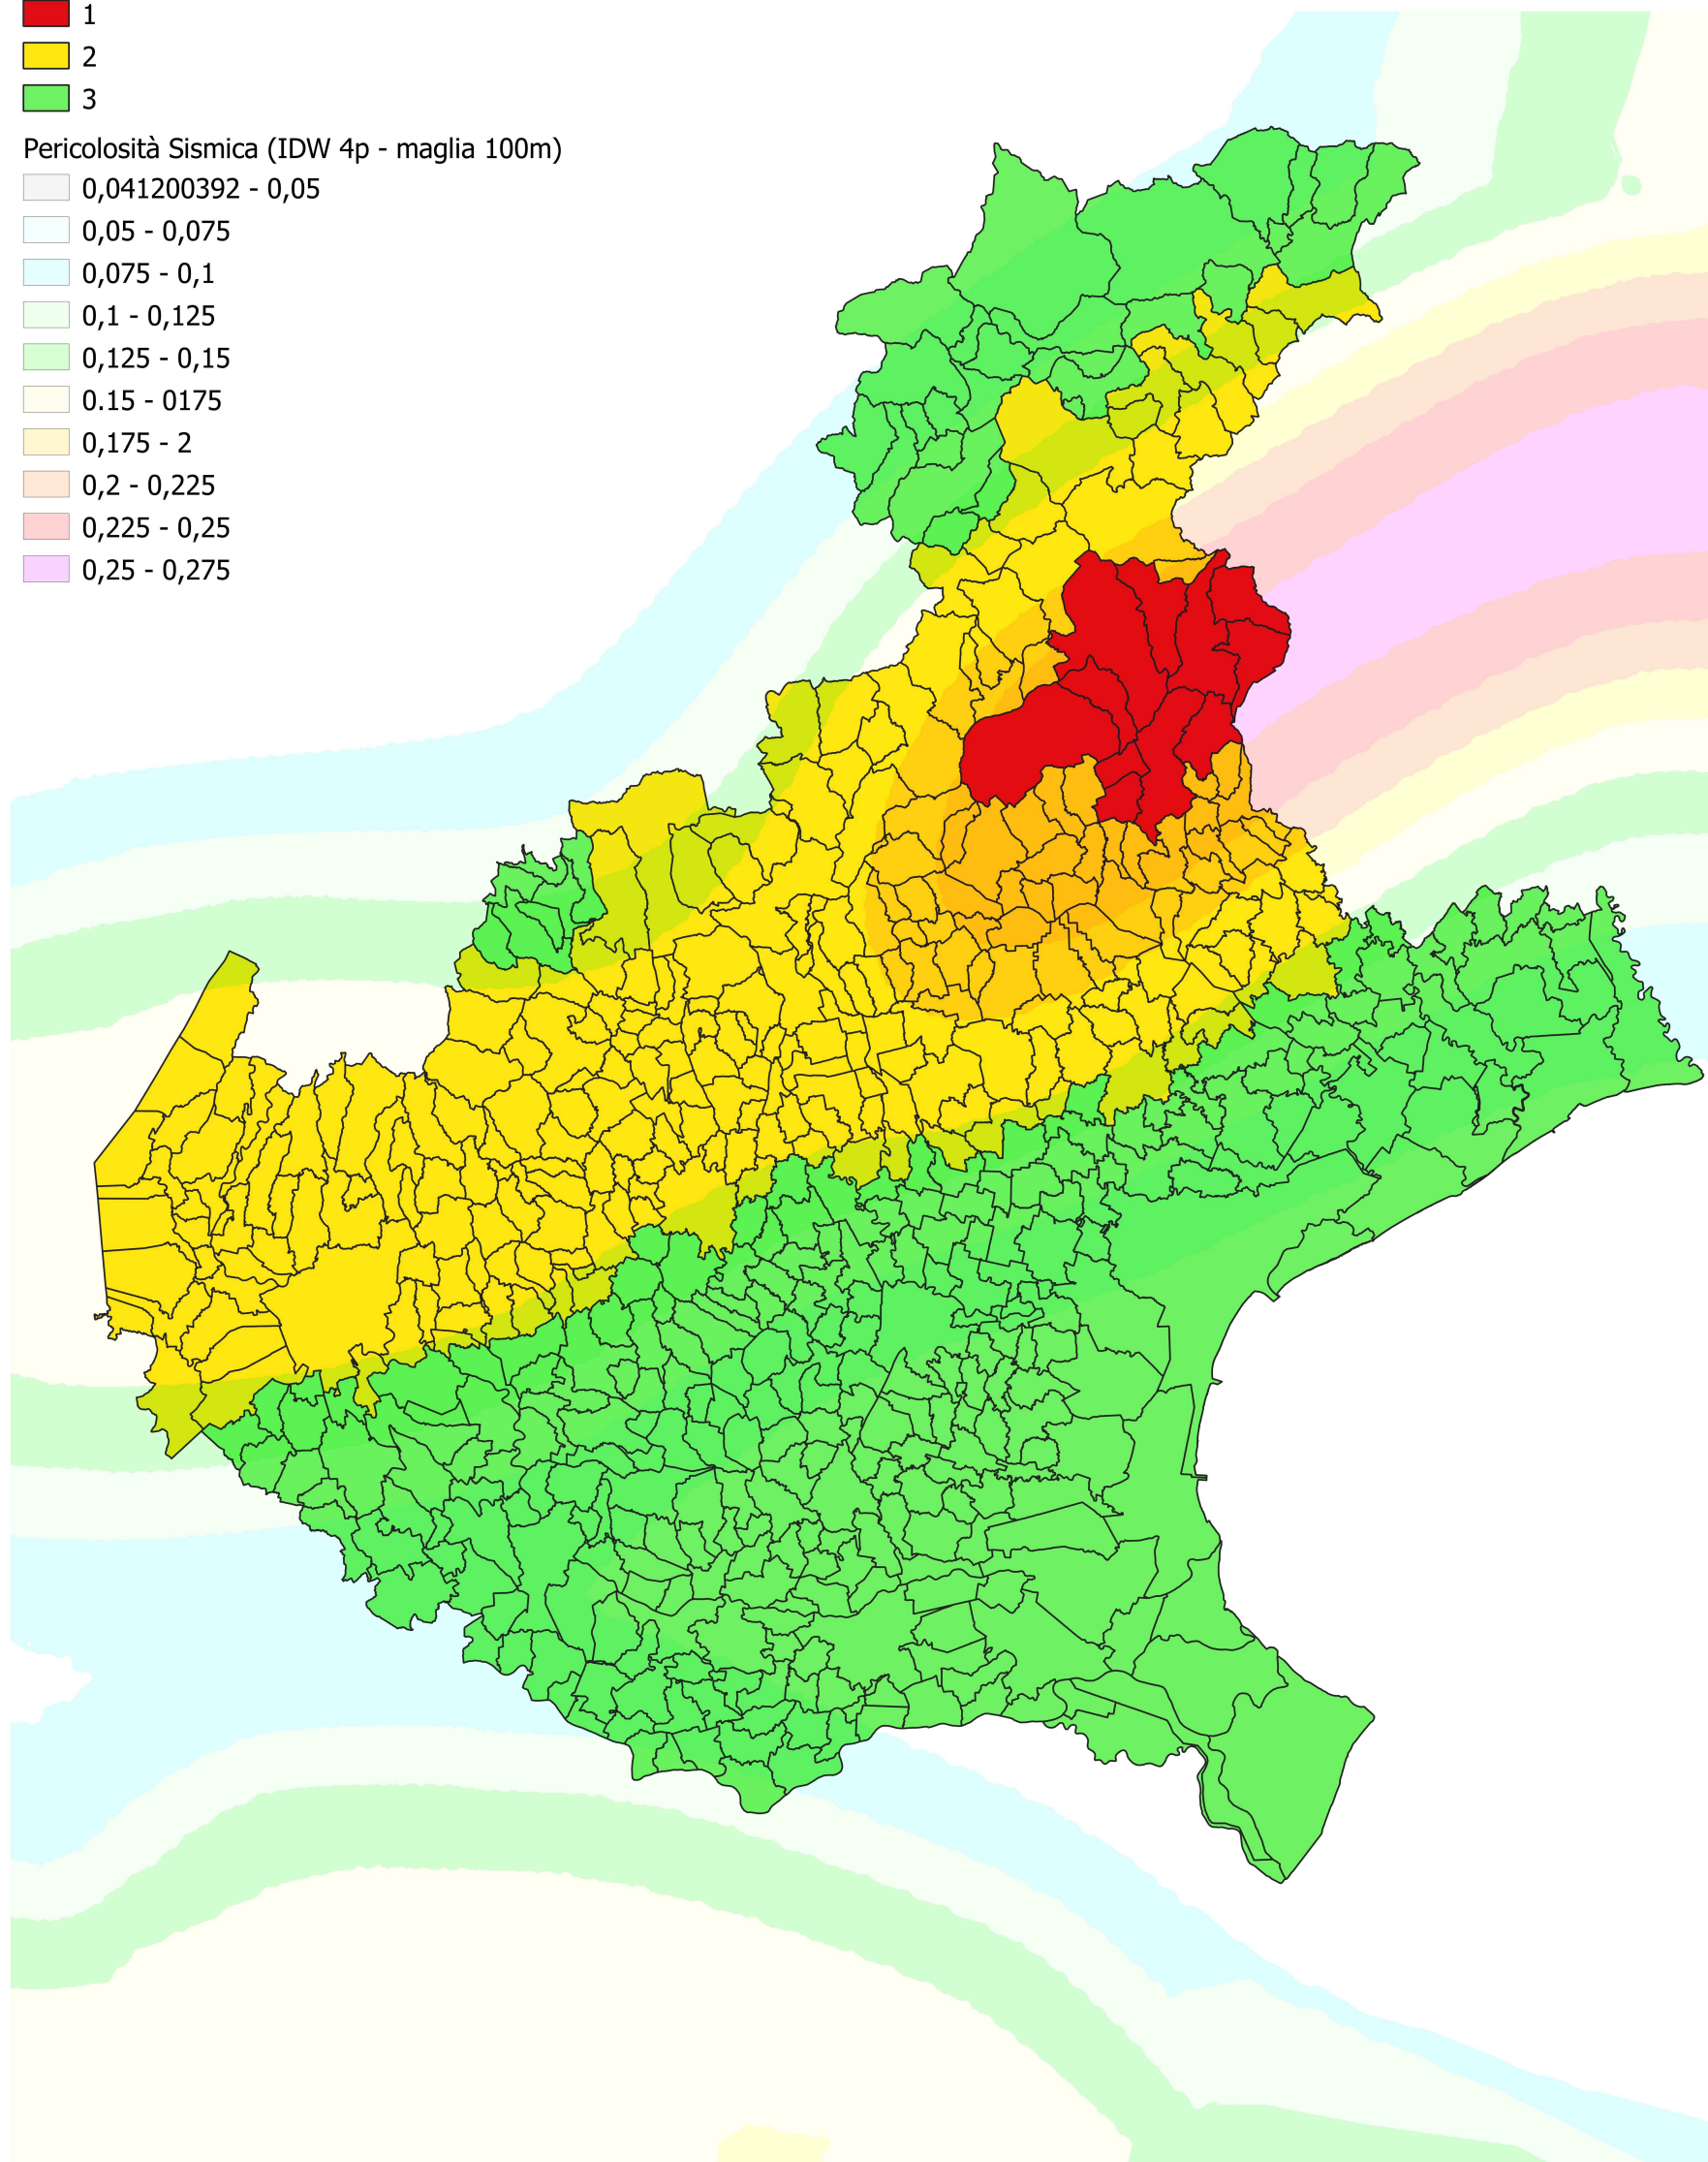 1
2
3
Pericolosità Sismica (IDW 4p - maglia 100m)
0,041200392 - 0,05
0,05 - 0,075
0,075 - 0,1
0,1 - 0,125
0,125 - 0,15
0.15 - 0175
0,175 - 2
0,2 - 0,225
0,225 - 0,25
0,25 - 0,275